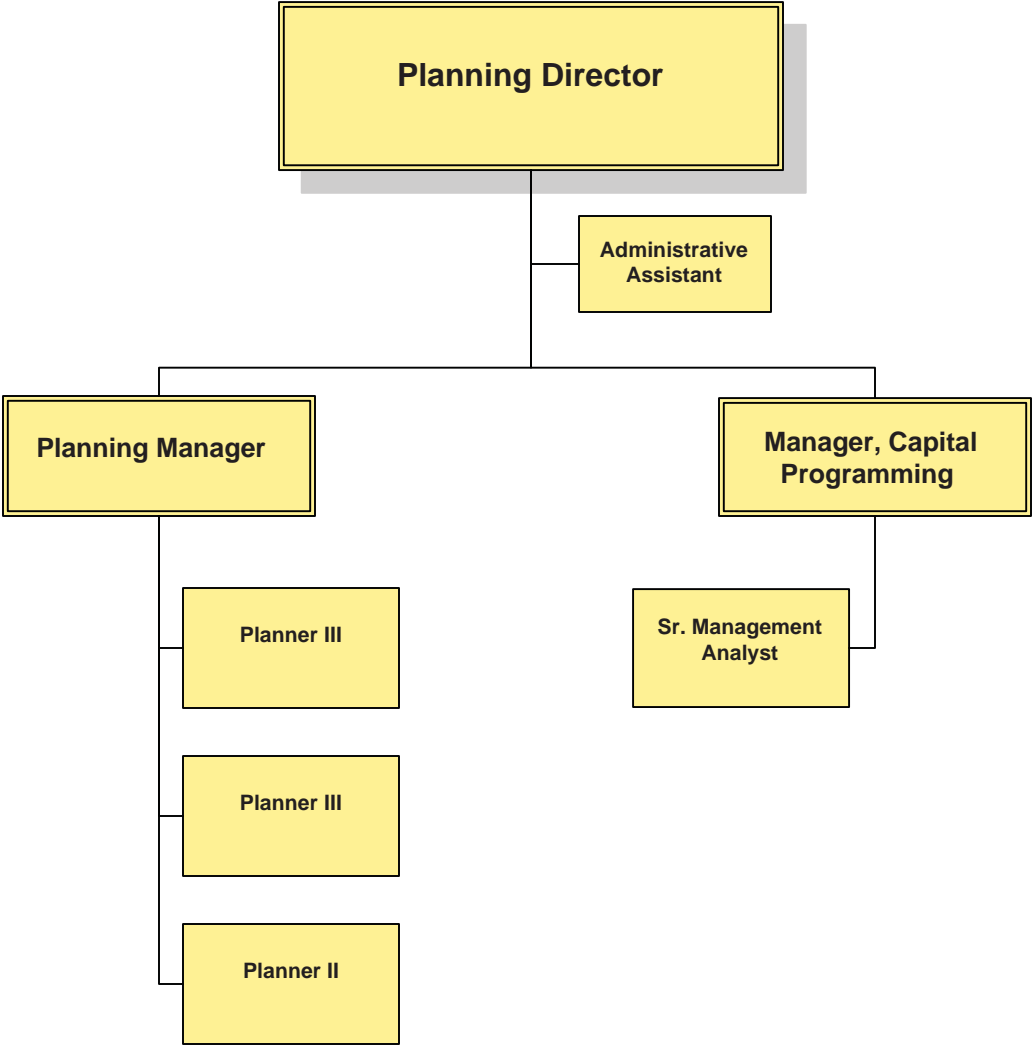 Planning Director
Administrative
Assistant
Planning Manager
Manager, Capital
Programming
Planner III
Sr. Management
Analyst
Planner III
Planner II